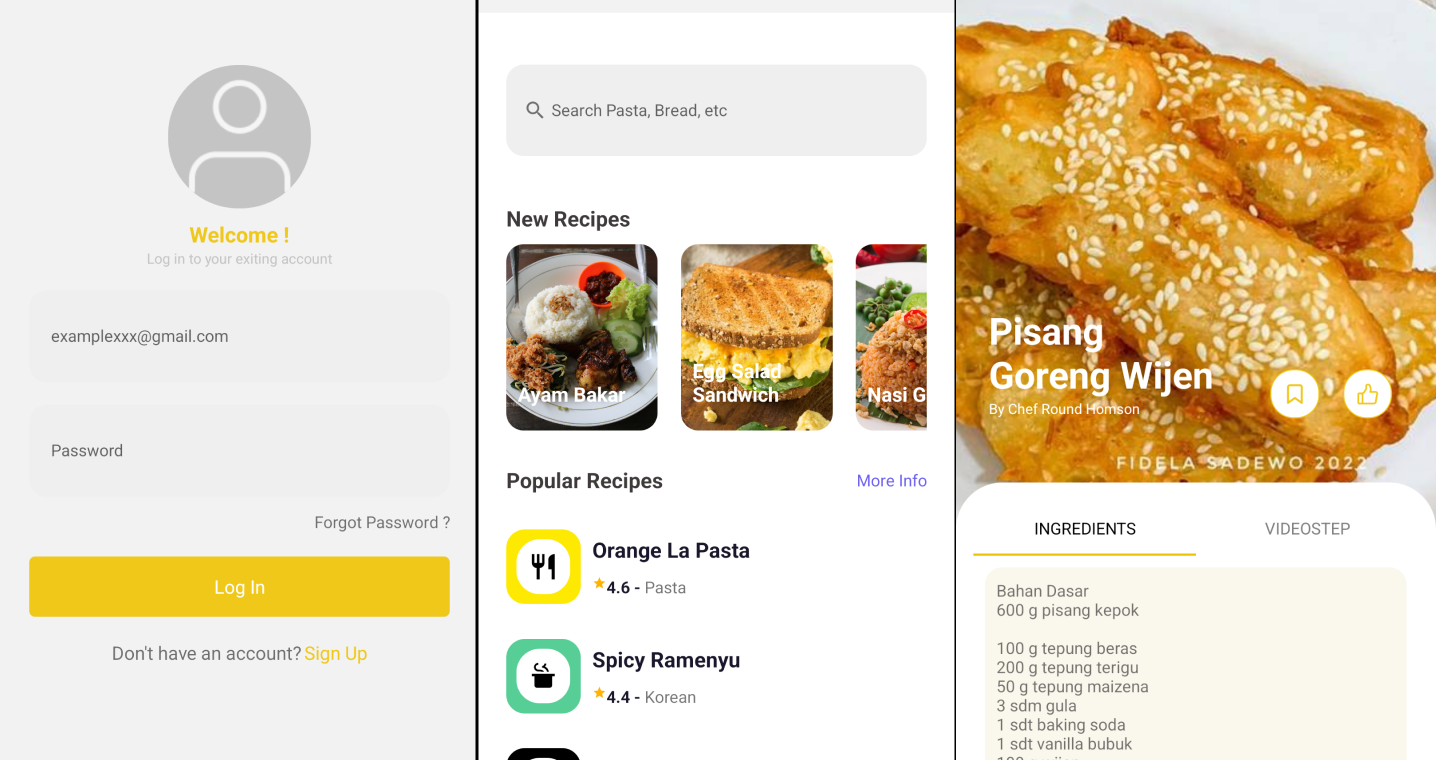 Welcome !
Log in to your exiting account
examplexxx@gmail.com
Password
Forgot Password ?
Log In
Don't have an account? Sign Up
Search Pasta, Bread, etc
New Recipes
Ayam Bakar
Egg Salad
Sandwich
Nasi G
Popular Recipes
More Info
Orange La Pasta
4.6 - Pasta
Spicy Ramenyu
4.4 - Korean
Pisang
Goreng Wijen
By Chef Round Homson
FIDELA SADEWO 2022
INGREDIENTS
VIDEOSTEP
Bahan Dasar
600 g pisang kepok
100 g tepung beras
200 g tepung terigu
50 g tepung maizena
3 sdm gula
1 sdt baking soda
1 sdt vanilla bubuk